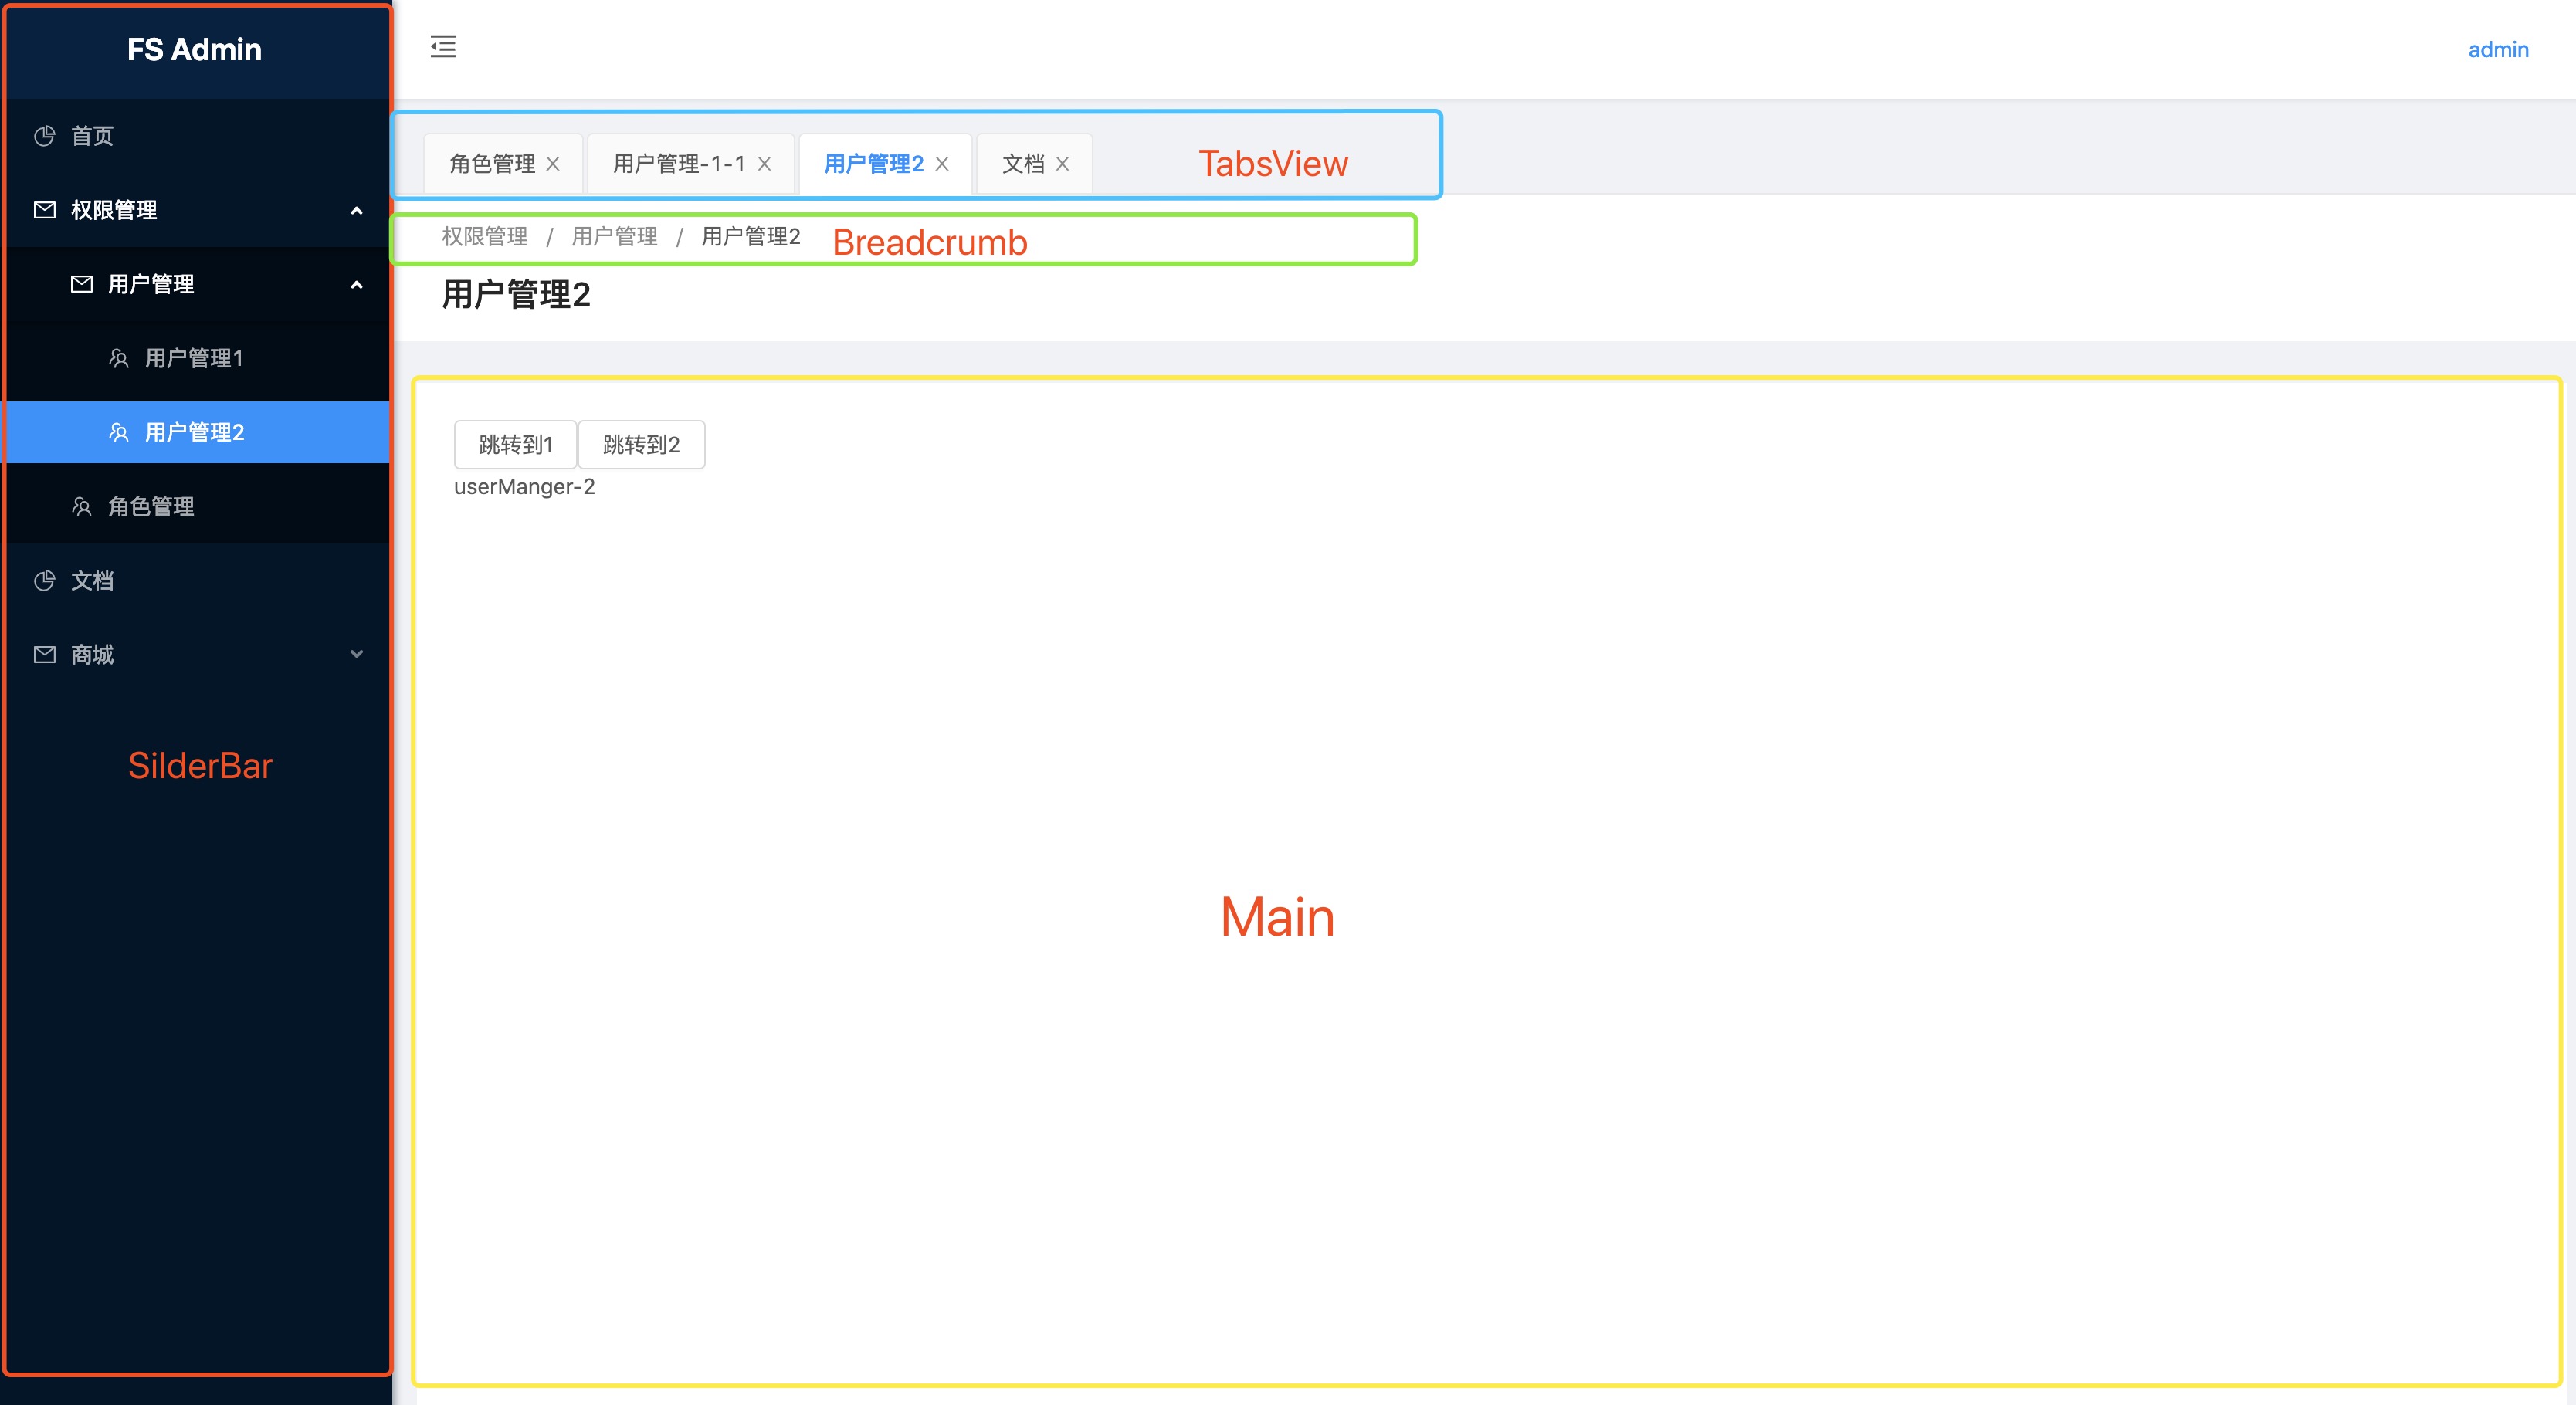 FS Admin
首页
权限管理
用户管理
用户管理1
用户管理2
角色管理
文档
商城
SilderBar
admin
角色管理 用户管理-1-1 用户管理2 文档 TabsView
权限管理 / 用户管理 / 用户管理2 Breadcrumb
用户管理2
跳转到1 跳转到2
userManger-2
Main